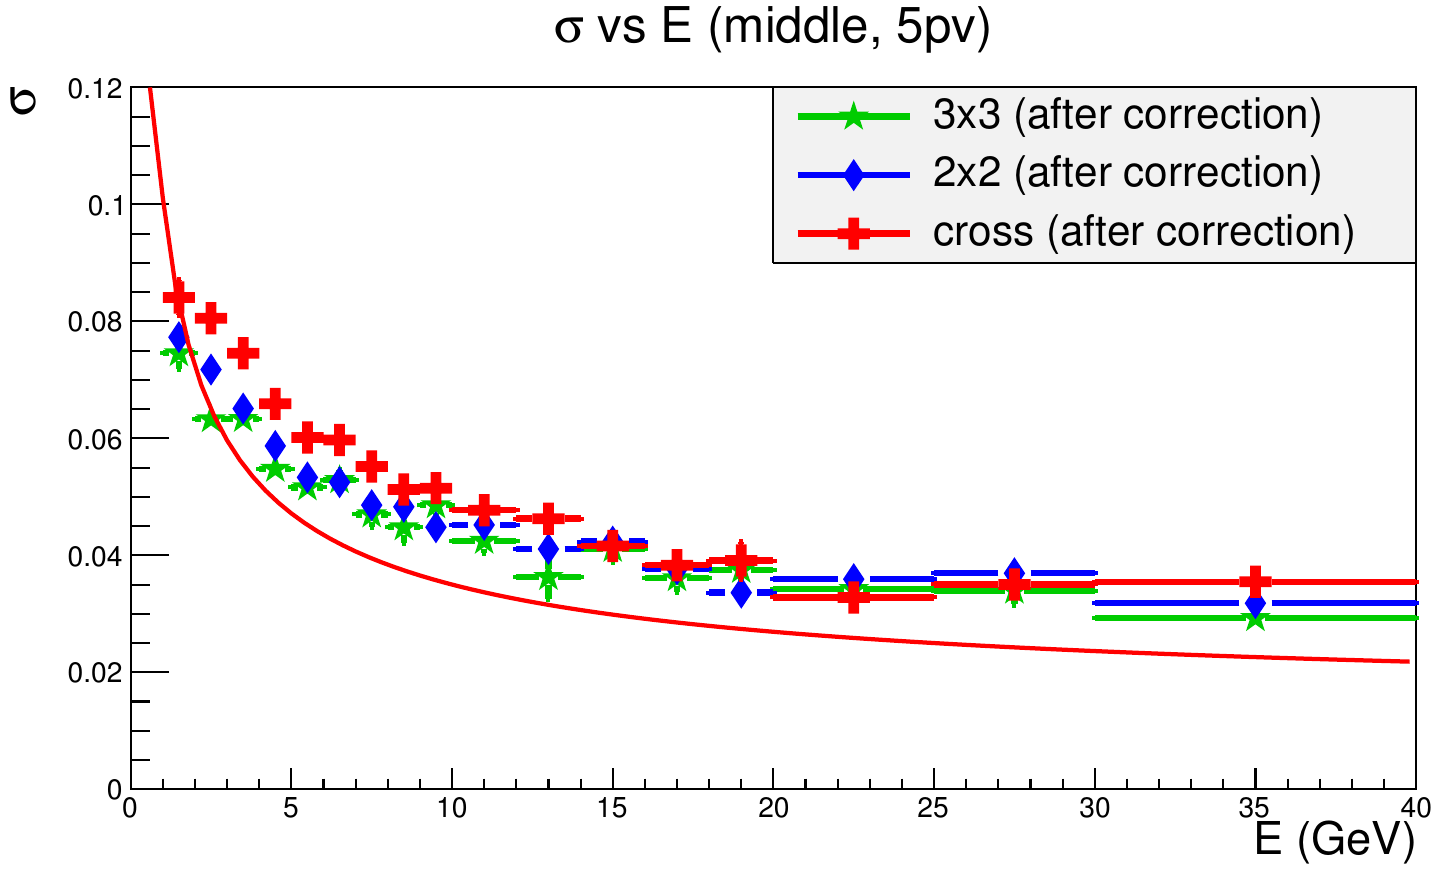 σ vs E (middle, 5pv)
σ
0.12
0.1
0.08
0.06
0.04
0.02
0
3x3 (after correction)
2x2 (after correction)
cross (after correction)
0 5 10 15 20 25 30 35 40
E (GeV)